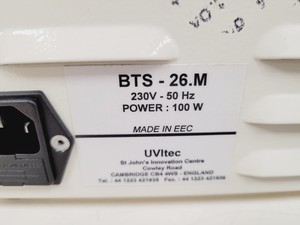 BTS - 26.M
230V - 50 Hz
POWER : 100 W
MADE IN EEC
UVItec
St John's Innovation Centre
Cowley Road
CAMBRIDGE CB4 4WS - ENGLAND